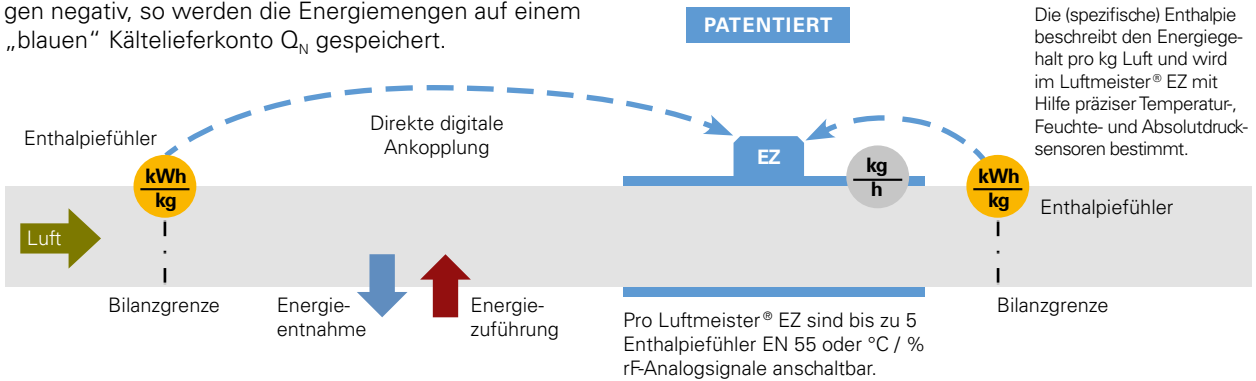 gen negativ, so werden die Energiemengen auf einem
„blauen“ Kältelieferkonto Q_N gespeichert.
PATENTIERT
Die (spezifische) Enthalpie
beschreibt den Energiege-
halt pro kg Luft und wird
im Luftmeister® EZ mit
Hilfe präziser Temperatur-,
Feuchte- und Absolutdruck-
sensoren bestimmt.
Enthalpiefühler
Direkte digitale
Ankopplung
kWh
kg
EZ
kg
h
kWh
kg
Enthalpiefühler
Luft
Bilanzgrenze
Energie-
entnahme
Energie-
zuführung
Bilanzgrenze
Pro Luftmeister® EZ sind bis zu 5
Enthalpiefühler EN 55 oder °C / %
rF-Analogsignale anschaltbar.